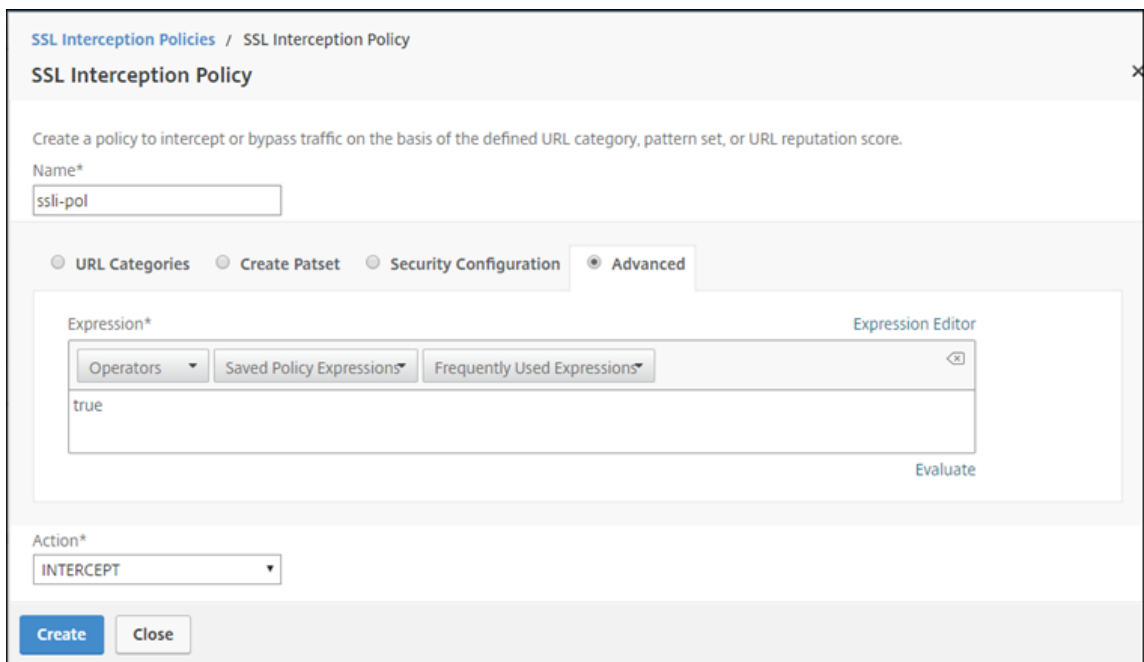 SSL Interception Policies / SSL Interception Policy
SSL Interception Policy
×
Create a policy to intercept or bypass traffic on the basis of the defined URL category, pattern set, or URL reputation score.
Name*
ssli-pol
URL Categories Create Patset Security Configuration Advanced
Expression* Expression Editor
Operators Saved Policy Expressions Frequently Used Expressions
true
Evaluate
Action*
INTERCEPT
Create Close